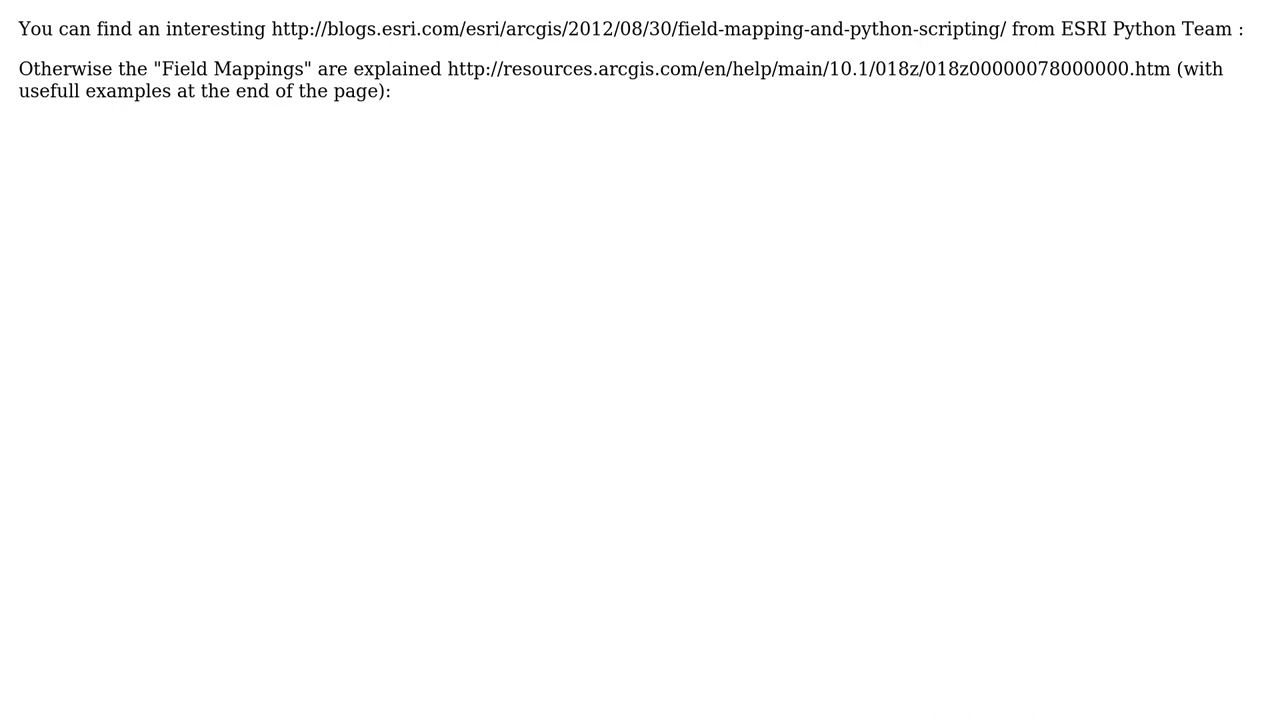 You can find an interesting http://blogs.esri.com/esri/arcgis/2012/08/30/field-mapping-and-python-scripting/ from ESRI Python Team :
Otherwise the "Field Mappings" are explained http://resources.arcgis.com/en/help/main/10.1/018z/018z00000078000000.htm (with
usefull examples at the end of the page):